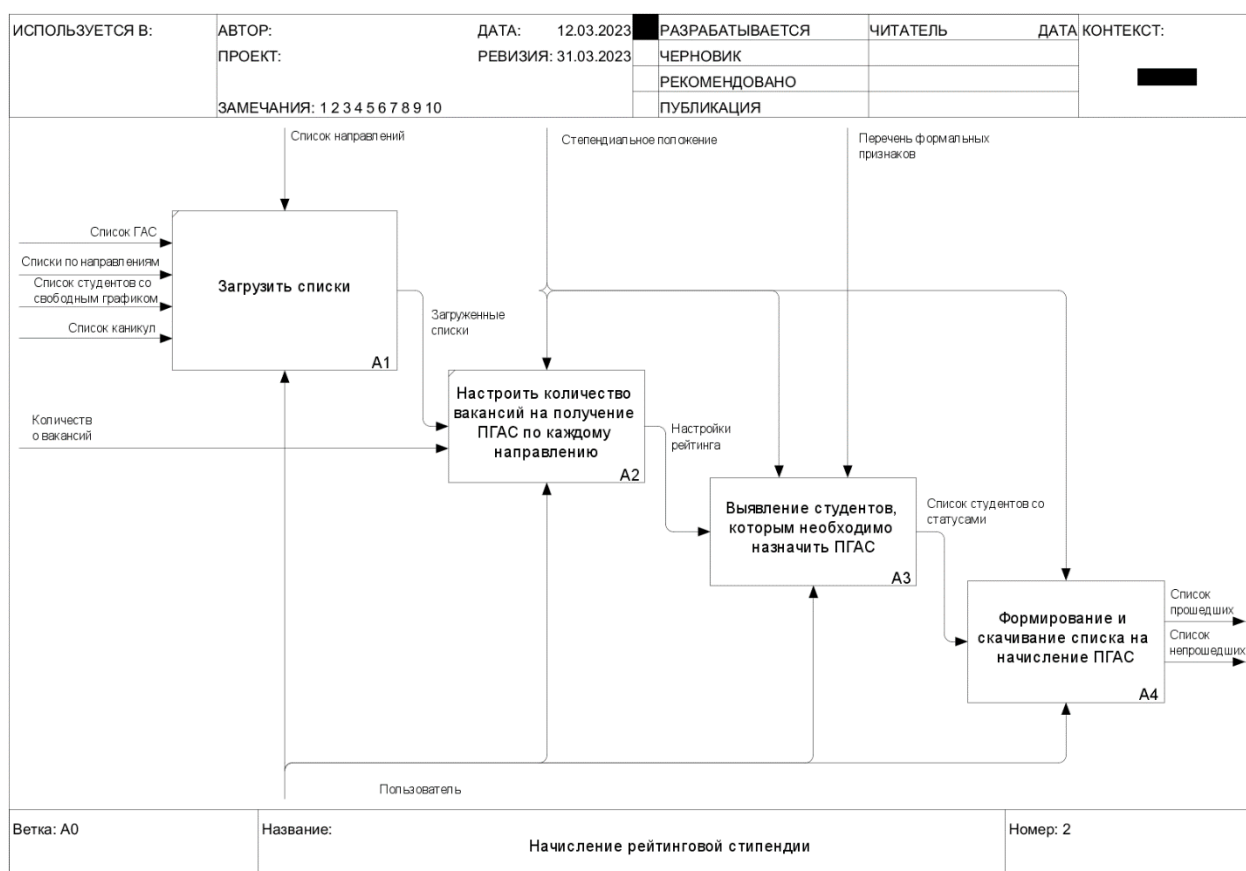 ИСПОЛЬЗУЕТСЯ В:
АВТОР:
ДАТА: 12.03.2023
РАЗРАБАТЫВАЕТСЯ
ЧИТАТЕЛЬ
ДАТА
КОНТЕКСТ:
ПРОЕКТ:
РЕВИЗИЯ: 31.03.2023
ЧЕРНОВИК
РЕКОМЕНДОВАНО
ЗАМЕЧАНИЯ: 1 2 3 4 5 6 7 8 9 10
ПУБЛИКАЦИЯ
Список направлений
Степендиальное положение
Перечень формальных
признаков
Список ГАС
Списки по направлениям
Список студентов со
свободным графиком
Список каникул
Загрузить списки
A1
Загруженные
списки
Количеств
о вакансий
Настроить количество
вакансий на получение
ПГАС по каждому
направлению
A2
Настройки
рейтинга
Выявление студентов,
которым необходимо
назначить ПГАС
A3
Список студентов со
статусами
Формирование и
скачивание списка на
начисление ПГАС
A4
Список
прошедших
Список
непрошедших
Пользователь
Ветка: A0
Название:
Начисление рейтинговой стипендии
Номер: 2